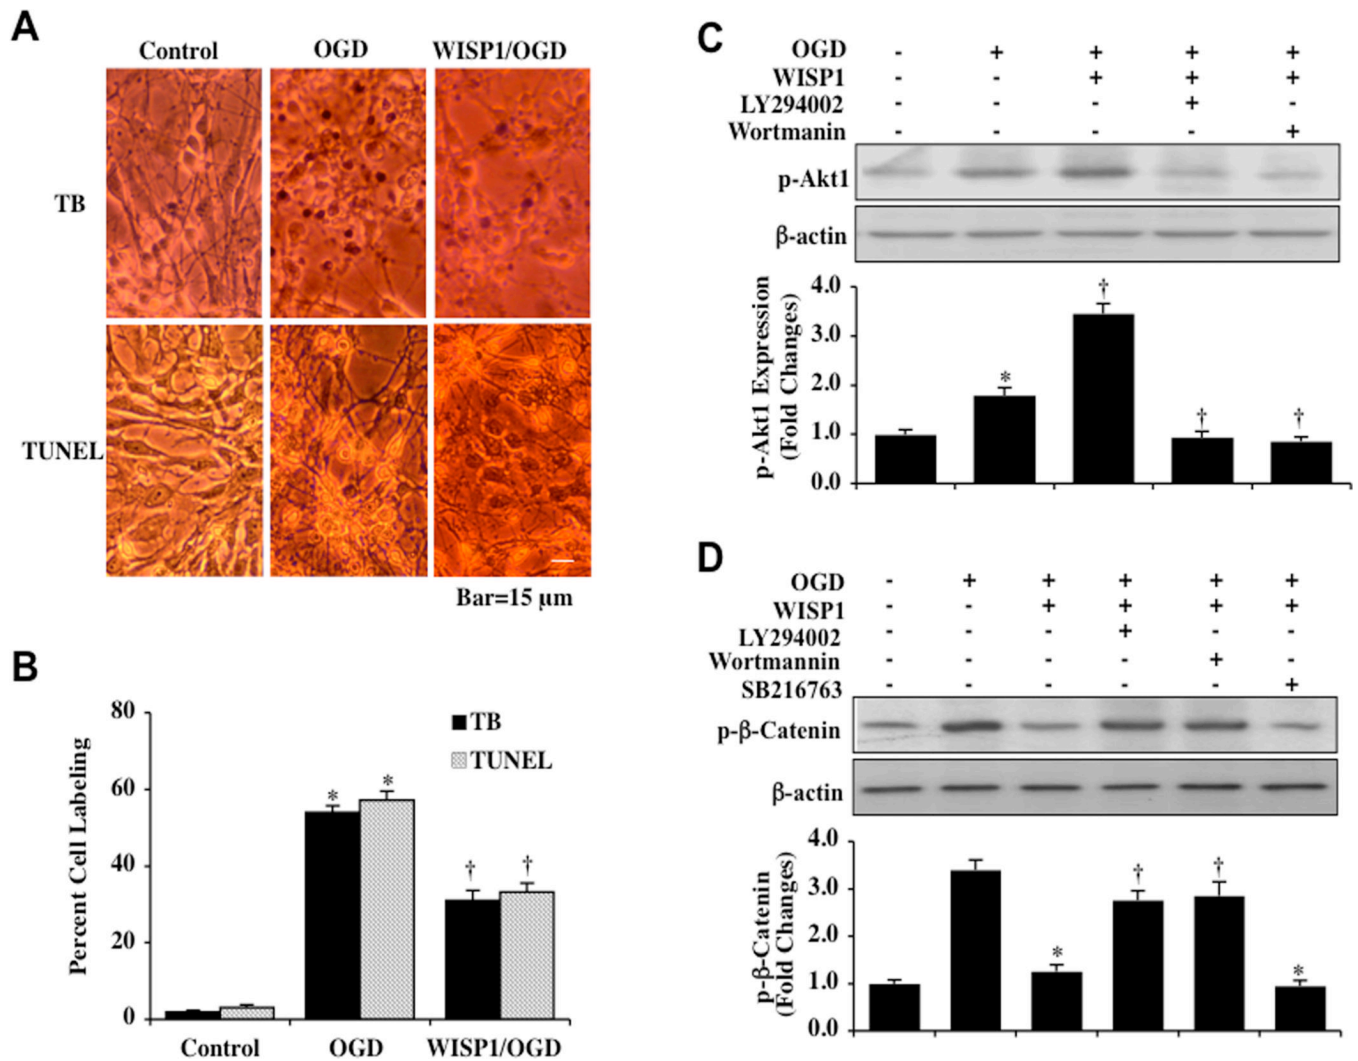 A
Control OGD WISP1/OGD
TB
TUNEL
Bar=15 μm
B
80
60
40
20
0
Percent Cell Labeling
TB
TUNEL
* *
† †
Control OGD WISP1/OGD
C
OGD - + + + +
WISP1 - - + + +
LY294002 - - - + -
Wortmanin - - - - +
p-Akt1
β-actin
p-Akt1 Expression
(Fold Changes)
4.0
3.0
2.0
1.0
0.0
* † † †
D
OGD - + + + + +
WISP1 - - + + + +
LY294002 - - - + - -
Wortmannin - - - - + -
SB216763 - - - - - +
p-β-Catenin
β-actin
p-β-Catenin
(Fold Changes)
4.0
3.0
2.0
1.0
0.0
* † † *